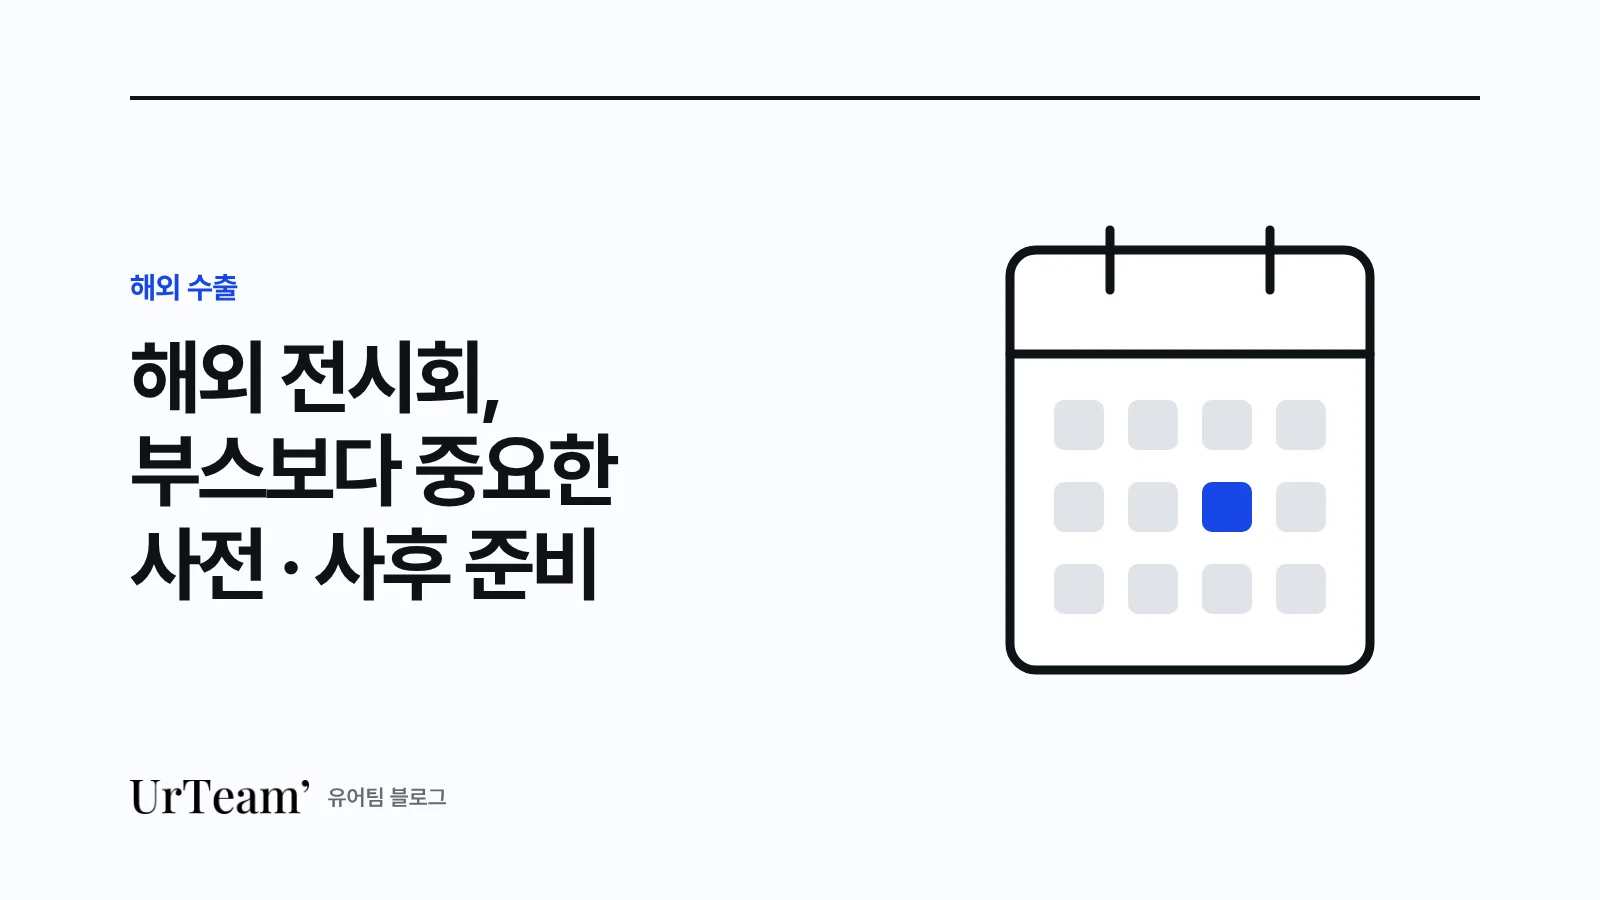 해외 수출
해외 전시회,
부스보다 중요한
사전 · 사후 준비
UrTeam’ 유어팀 블로그